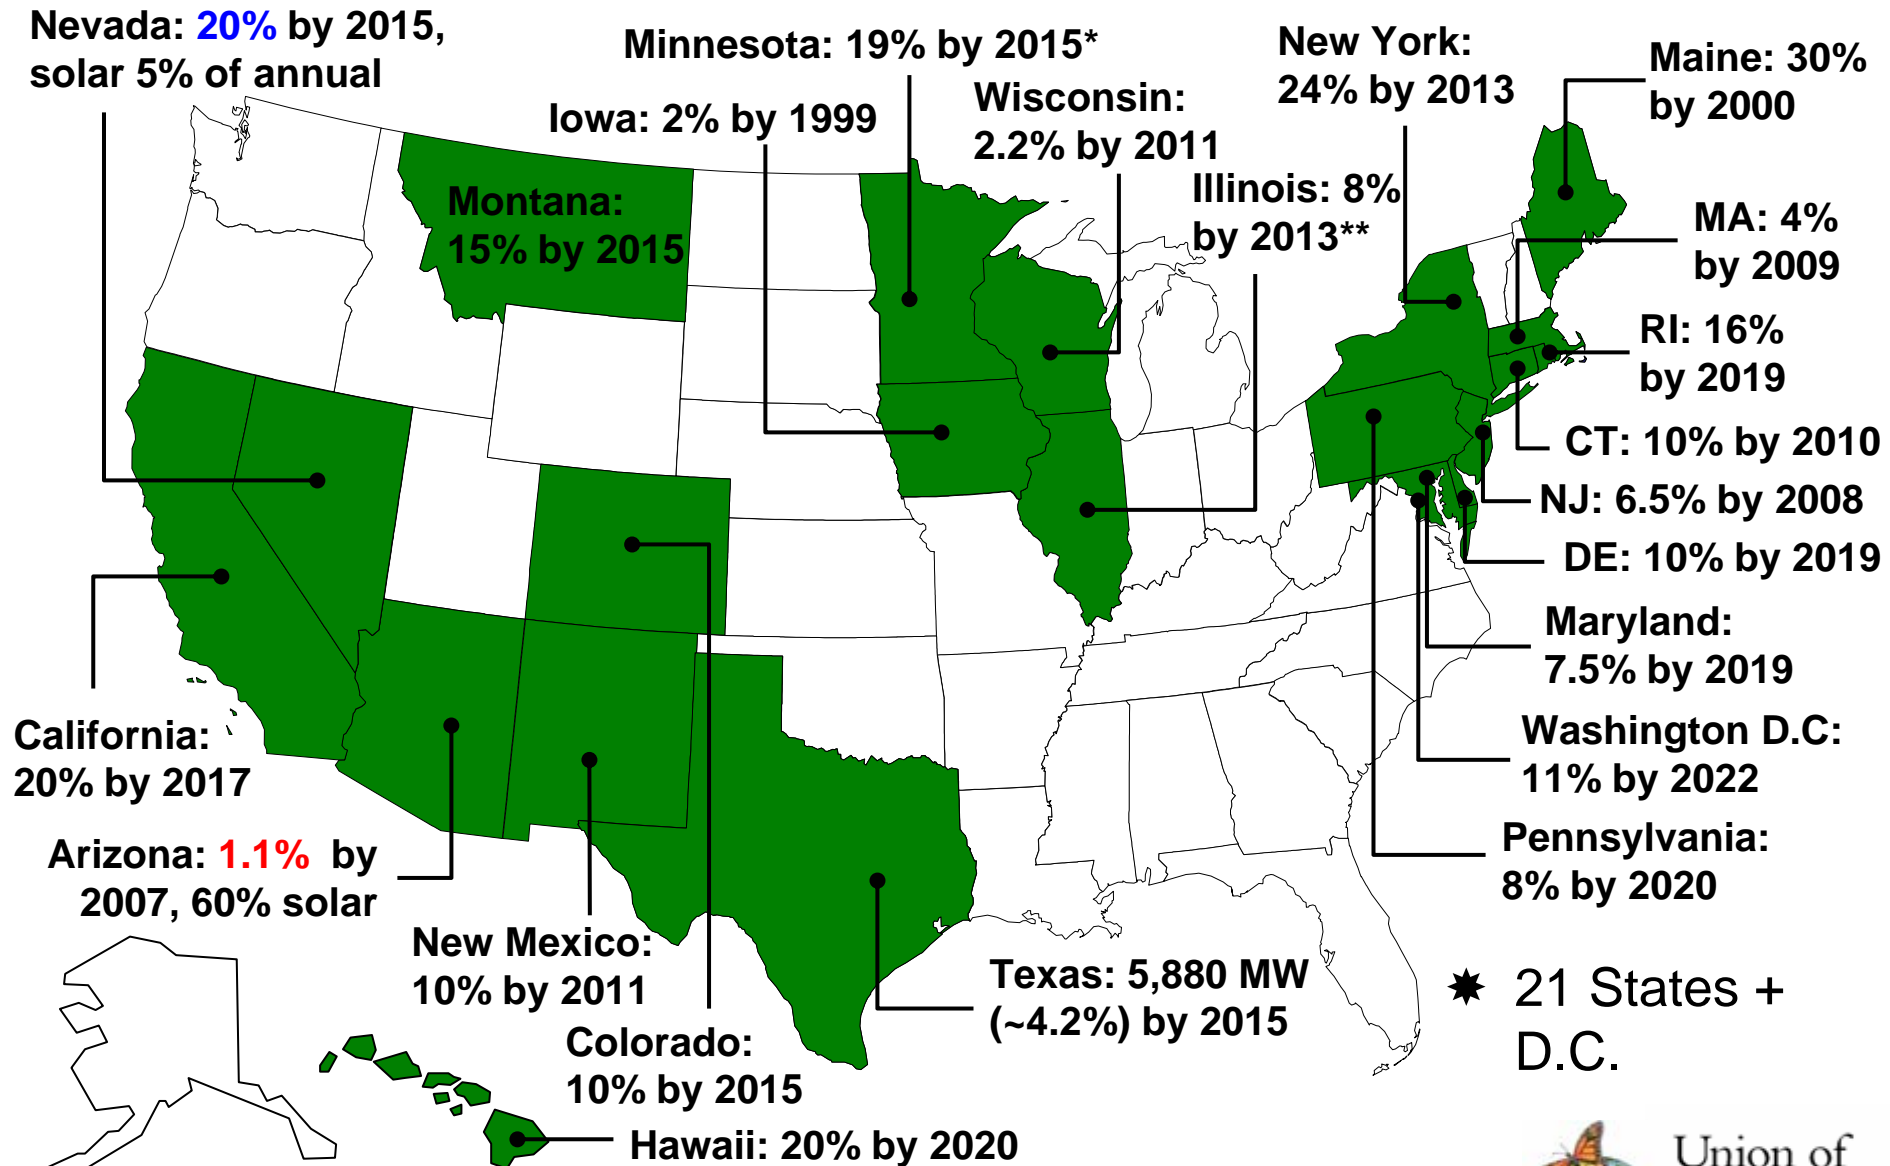 Nevada: 20% by 2015,
solar 5% of annual
Minnesota: 19% by 2015*
Iowa: 2% by 1999
Wisconsin:
2.2% by 2011
New York:
24% by 2013
Maine: 30%
by 2000
Montana:
15% by 2015
Illinois: 8%
by 2013**
MA: 4%
by 2009
RI: 16%
by 2019
CT: 10% by 2010
NJ: 6.5% by 2008
DE: 10% by 2019
Maryland:
7.5% by 2019
Washington D.C:
11% by 2022
Pennsylvania:
8% by 2020
California:
20% by 2017
Arizona: 1.1% by
2007, 60% solar
New Mexico:
10% by 2011
Colorado:
10% by 2015
Texas: 5,880 MW
(~4.2%) by 2015
Hawaii: 20% by 2020
✸ 21 States +
D.C.
Union of